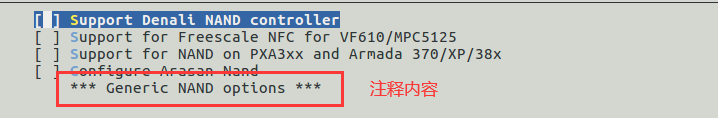 [ ] Support Denali NAND controller
[ ] Support for Freescale NFC for VF610/MPC5125
[ ] Support for NAND on PXA3xx and Armada 370/XP/38x
[ ] Configure Arasan Nand
*** Generic NAND options *** 注释内容